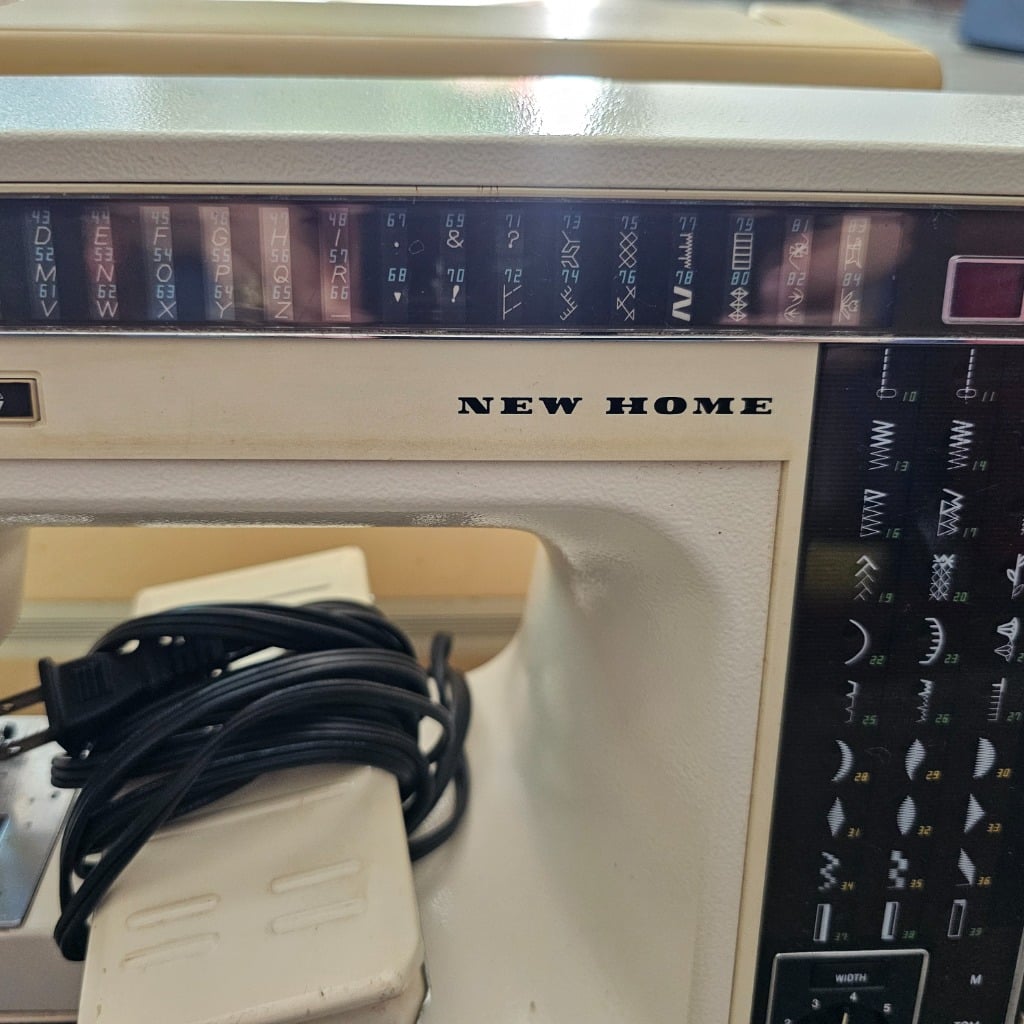 43 44 45 46 47 48 67 69 71 73 75 77 79 81 83
D E F G H I . & ?
52 53 54 55 56 57
M N O P Q R 68 70 72 74 76 78 80 82 84
61 62 63 64 65 66 !
V W X Y Z _
NEW HOME
10 11
13 14
16 17
19 20
22 23
25 26 27
28 29 30
31 32 33
34 35 36
37 38 39
WIDTH
3 4 5
2
M